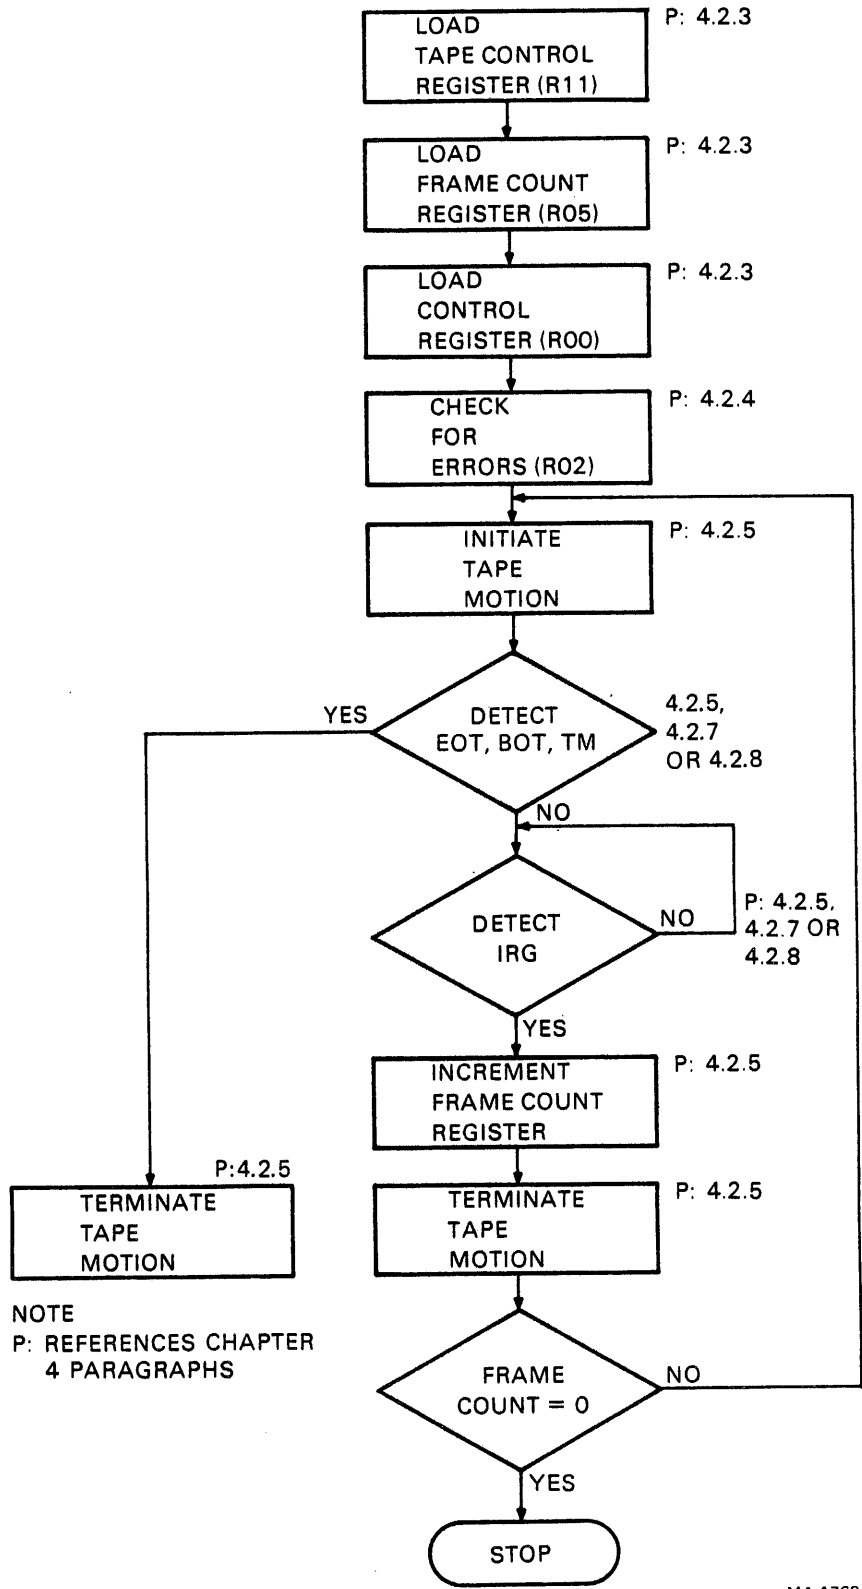 LOAD
TAPE CONTROL
REGISTER (R11)
P: 4.2.3
LOAD
FRAME COUNT
REGISTER (R05)
P: 4.2.3
LOAD
CONTROL
REGISTER (R00)
P: 4.2.3
CHECK
FOR
ERRORS (R02)
P: 4.2.4
INITIATE
TAPE
MOTION
P: 4.2.5
DETECT
EOT, BOT, TM
4.2.5,
4.2.7
OR 4.2.8
YES
NO
DETECT
IRG
NO
P: 4.2.5,
4.2.7 OR
4.2.8
YES
INCREMENT
FRAME COUNT
REGISTER
P: 4.2.5
P:4.2.5
TERMINATE
TAPE
MOTION
TERMINATE
TAPE
MOTION
P: 4.2.5
NOTE
P: REFERENCES CHAPTER
4 PARAGRAPHS
FRAME
COUNT = 0
NO
YES
STOP